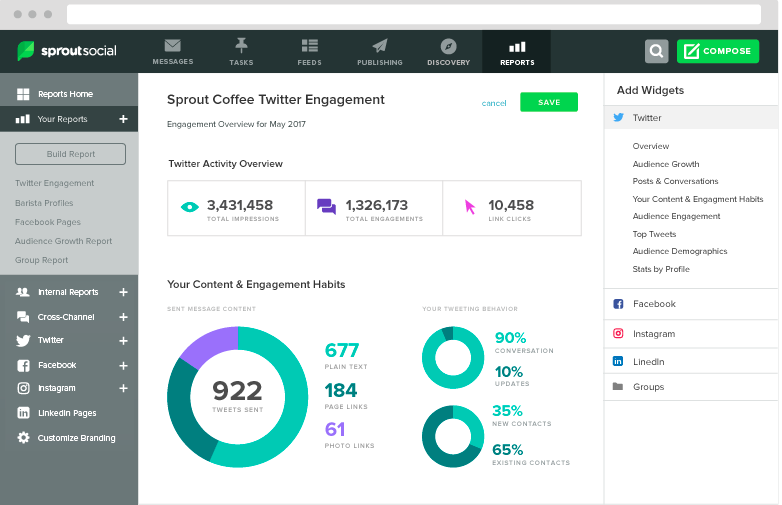 sproutsocial
MESSAGES
TASKS
FEEDS
PUBLISHING
DISCOVERY
REPORTS
COMPOSE
Reports Home
Your Reports +
Build Report
Twitter Engagement
Barista Profiles
Facebook Pages
Audience Growth Report
Group Report
Internal Reports +
Cross-Channel +
Twitter +
Facebook +
Instagram +
LinkedIn Pages
Customize Branding
Sprout Coffee Twitter Engagement
cancel
SAVE
Engagement Overview for May 2017
Twitter Activity Overview
3,431,458
TOTAL IMPRESSIONS
1,326,173
TOTAL ENGAGEMENTS
10,458
LINK CLICKS
Your Content & Engagement Habits
SENT MESSAGE CONTENT
922
TWEETS SENT
677
PLAIN TEXT
184
PAGE LINKS
61
PHOTO LINKS
YOUR TWEETING BEHAVIOR
90%
CONVERSATION
10%
UPDATES
35%
NEW CONTACTS
65%
EXISTING CONTACTS
Add Widgets
Twitter
Overview
Audience Growth
Posts & Conversations
Your Content & Engagment Habits
Audience Engagement
Top Tweets
Audience Demographics
Stats by Profile
Facebook
Instagram
LinedIn
Groups